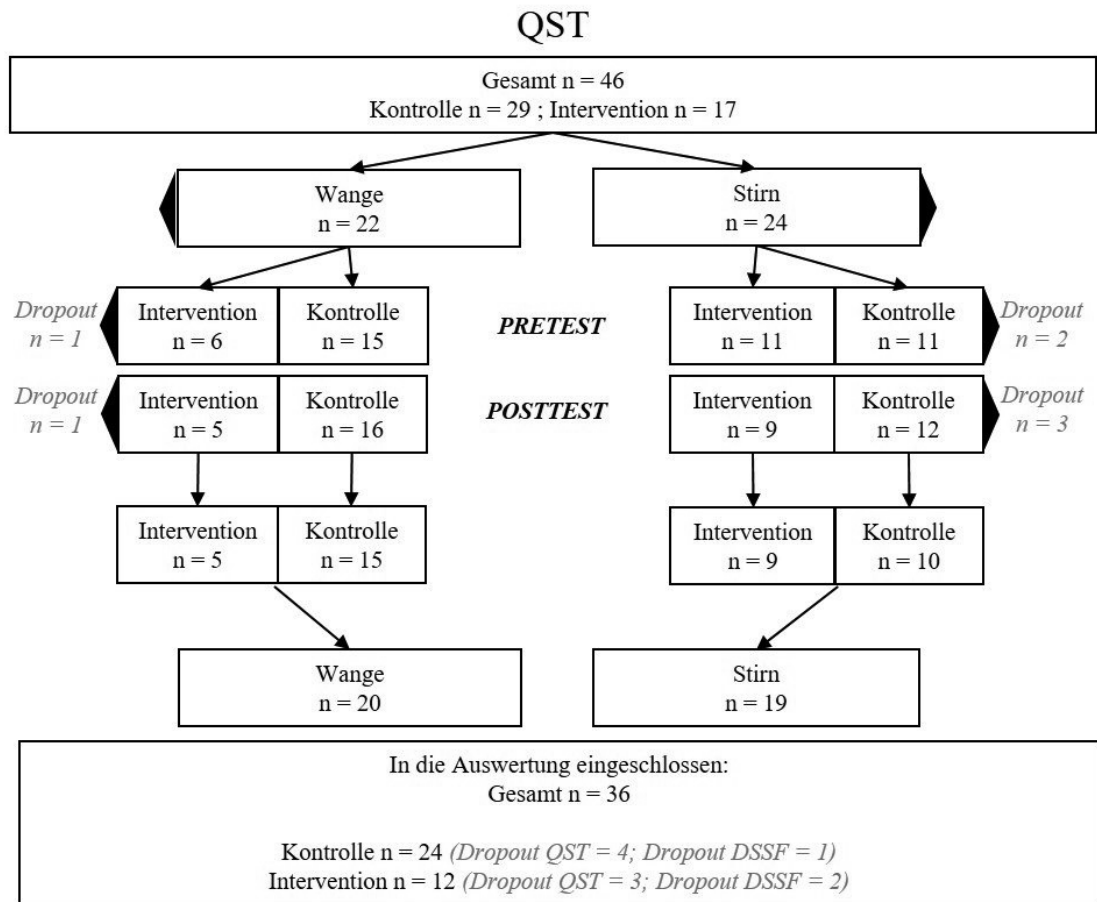 QST
Gesamt n = 46
Kontrolle n = 29 ; Intervention n = 17
Wange
n = 22
Stirn
n = 24
Dropout
n = 1
Intervention
n = 6
Kontrolle
n = 15
PRETEST
Intervention
n = 11
Kontrolle
n = 11
Dropout
n = 2
Dropout
n = 1
Intervention
n = 5
Kontrolle
n = 16
POSTTEST
Intervention
n = 9
Kontrolle
n = 12
Dropout
n = 3
Intervention
n = 5
Kontrolle
n = 15
Intervention
n = 9
Kontrolle
n = 10
Wange
n = 20
Stirn
n = 19
In die Auswertung eingeschlossen:
Gesamt n = 36
Kontrolle n = 24 (Dropout QST = 4; Dropout DSSF = 1)
Intervention n = 12 (Dropout QST = 3; Dropout DSSF = 2)